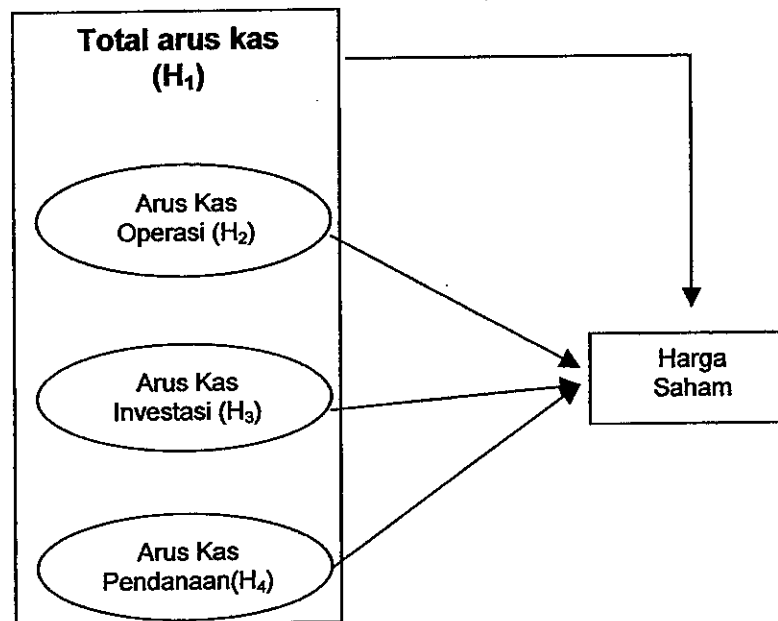 Total arus kas
(H₁)
Arus Kas
Operasi (H₂)
Arus Kas
Investasi (H₃)
Arus Kas
Pendanaan(H₄)
Harga
Saham